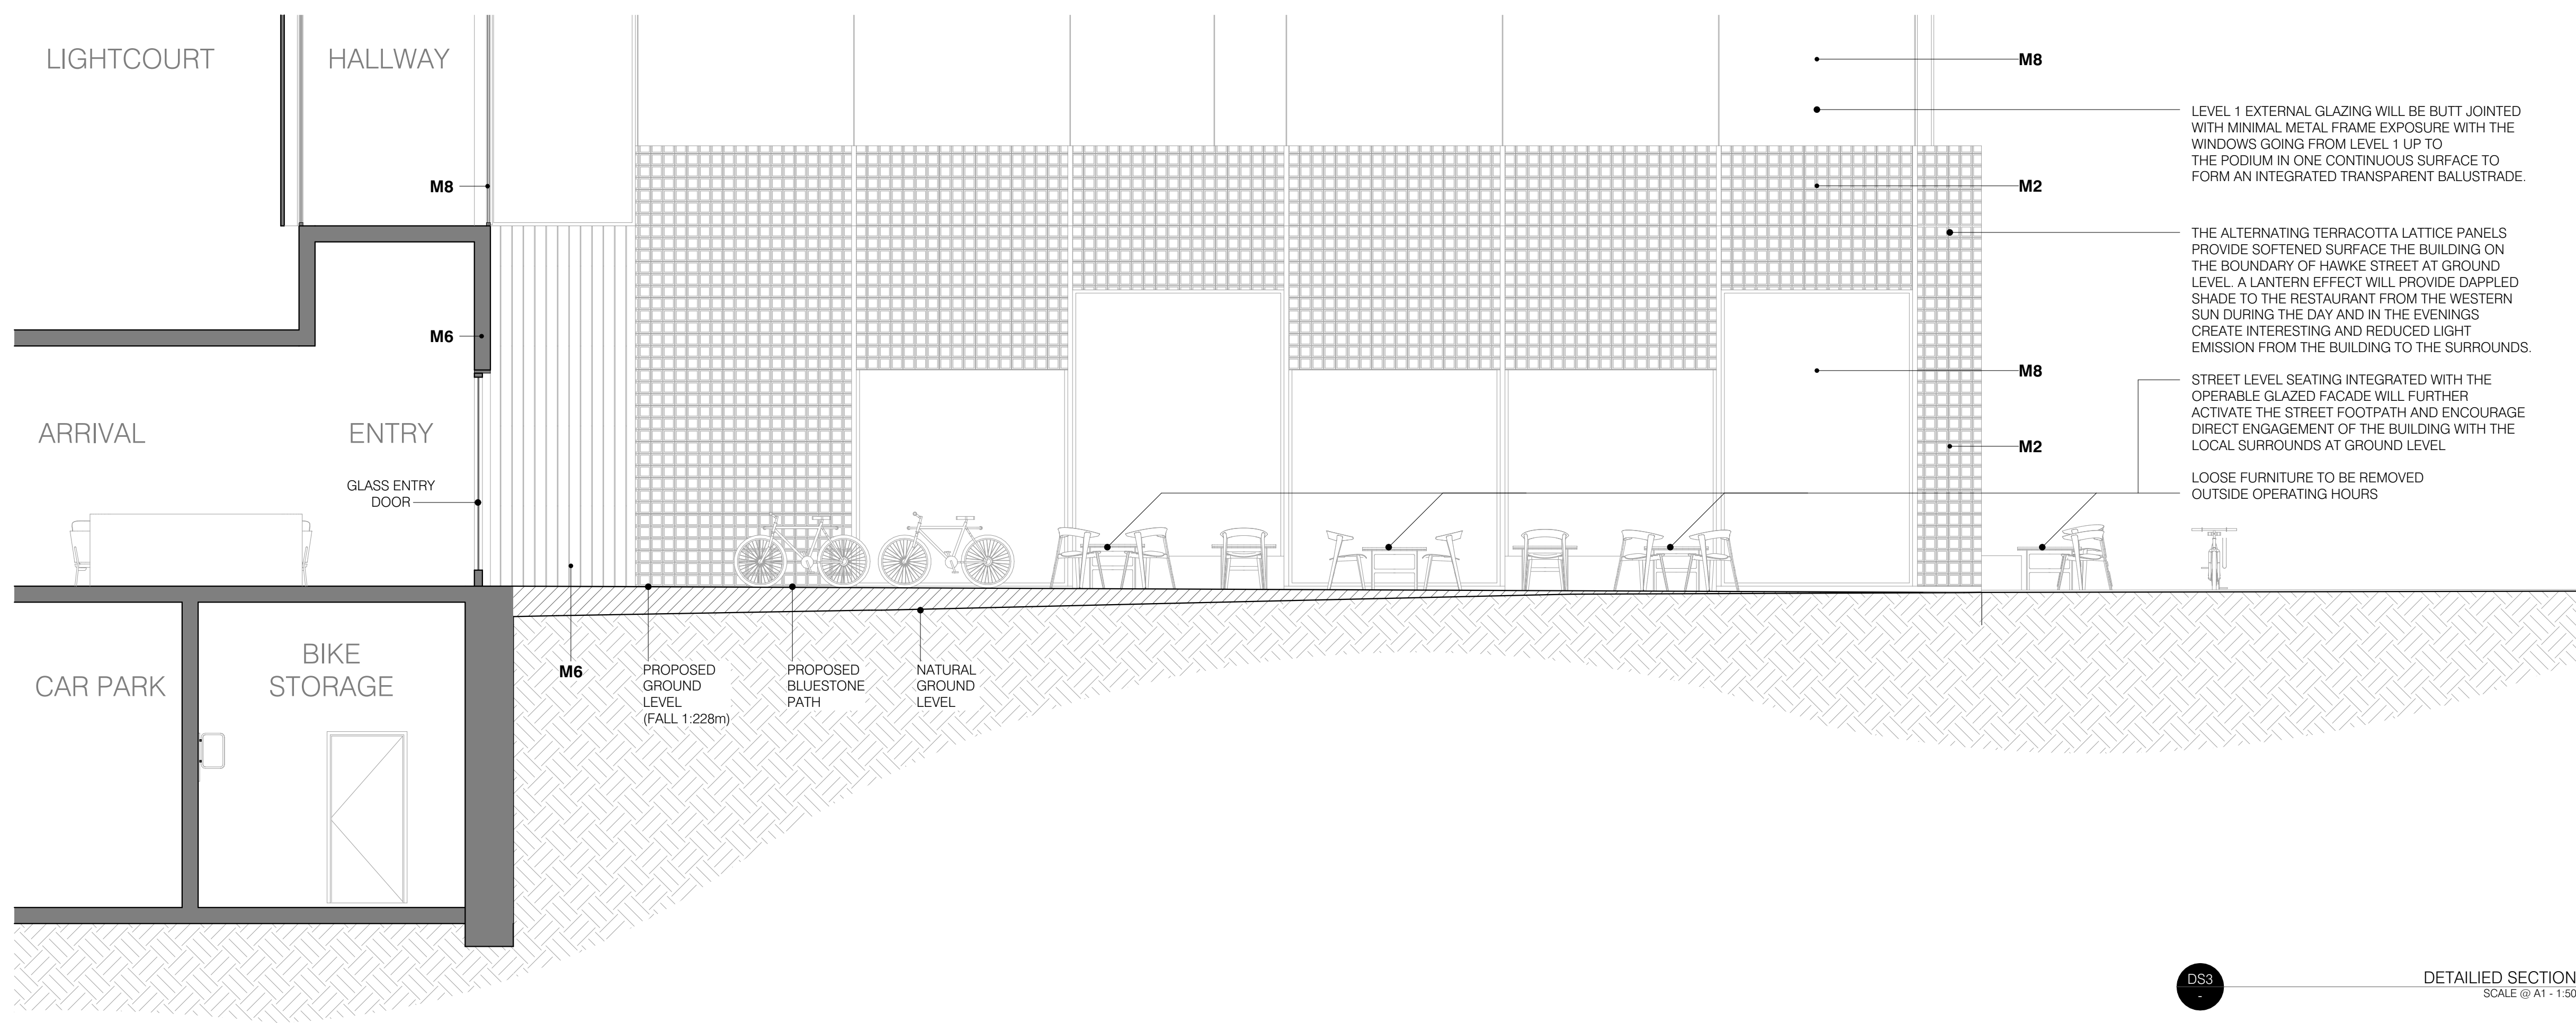 LIGHTCOURT
HALLWAY
M8
M6
ARRIVAL
ENTRY
GLASS ENTRY
DOOR
CAR PARK
BIKE
STORAGE
M6
PROPOSED
GROUND
LEVEL
(FALL 1:228m)
PROPOSED
BLUESTONE
PATH
NATURAL
GROUND
LEVEL
M8
M2
M8
M2
LEVEL 1 EXTERNAL GLAZING WILL BE BUTT JOINTED
WITH MINIMAL METAL FRAME EXPOSURE WITH THE
WINDOWS GOING FROM LEVEL 1 UP TO
THE PODIUM IN ONE CONTINUOUS SURFACE TO
FORM AN INTEGRATED TRANSPARENT BALUSTRADE.
THE ALTERNATING TERRACOTTA LATTICE PANELS
PROVIDE SOFTENED SURFACE THE BUILDING ON
THE BOUNDARY OF HAWKE STREET AT GROUND
LEVEL. A LANTERN EFFECT WILL PROVIDE DAPPLED
SHADE TO THE RESTAURANT FROM THE WESTERN
SUN DURING THE DAY AND IN THE EVENINGS
CREATE INTERESTING AND REDUCED LIGHT
EMISSION FROM THE BUILDING TO THE SURROUNDS.
STREET LEVEL SEATING INTEGRATED WITH THE
OPERABLE GLAZED FACADE WILL FURTHER
ACTIVATE THE STREET FOOTPATH AND ENCOURAGE
DIRECT ENGAGEMENT OF THE BUILDING WITH THE
LOCAL SURROUNDS AT GROUND LEVEL
LOOSE FURNITURE TO BE REMOVED
OUTSIDE OPERATING HOURS
DS3
-
DETAILIED SECTION
SCALE @ A1 - 1:50